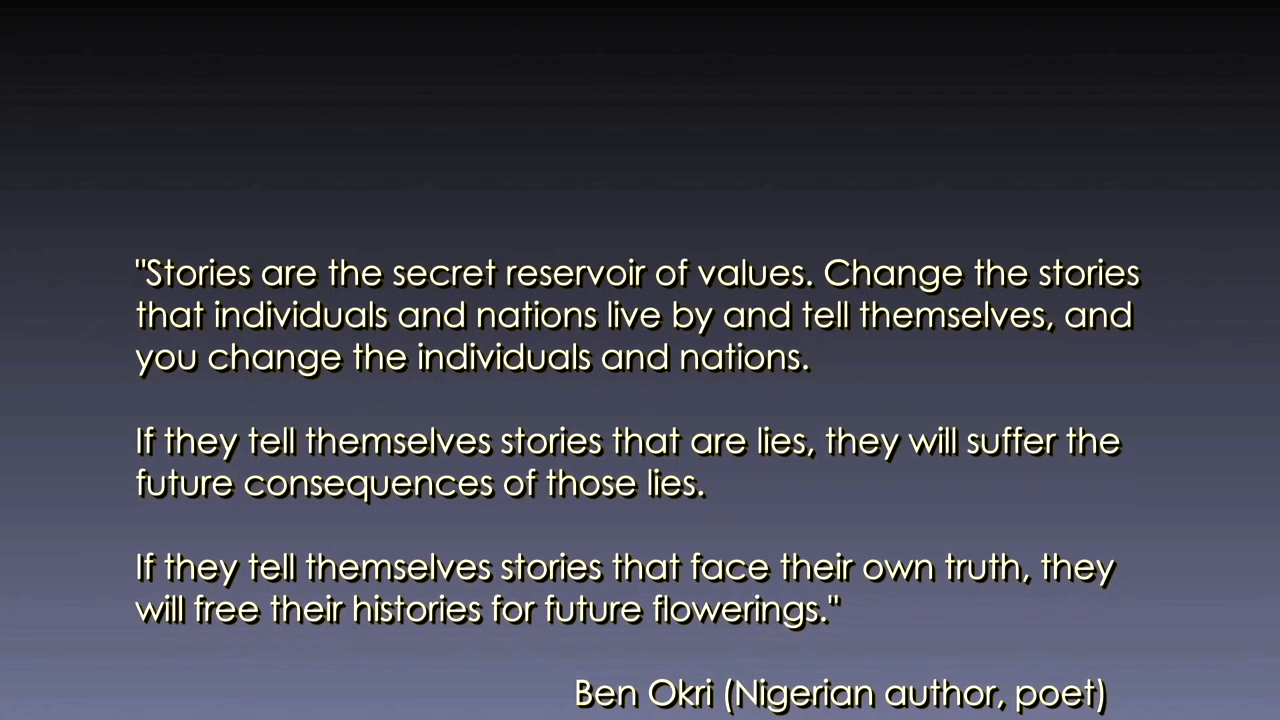 "Stories are the secret reservoir of values. Change the stories
that individuals and nations live by and tell themselves, and
you change the individuals and nations.
If they tell themselves stories that are lies, they will suffer the
future consequences of those lies.
If they tell themselves stories that face their own truth, they
will free their histories for future flowerings."
Ben Okri (Nigerian author, poet)